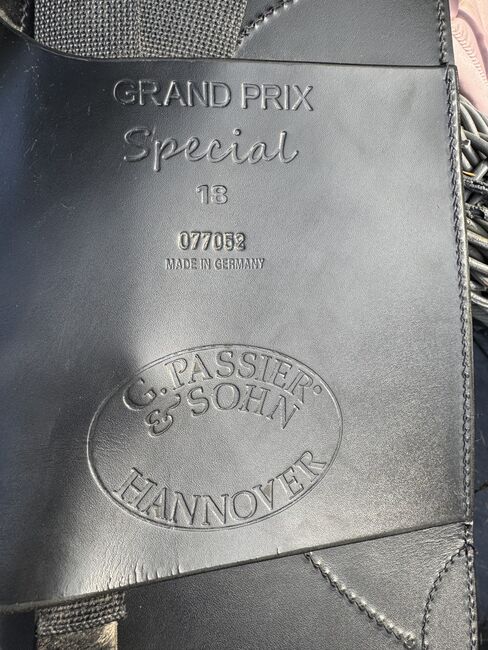 GRAND PRIX
Special
18
077052
MADE IN GERMANY
G. PASSIER
& SOHN
HANNOVER